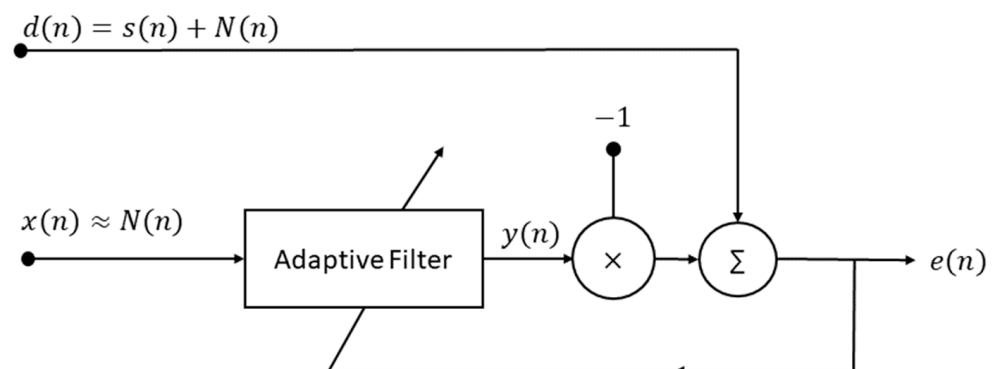 d(n) = s(n) + N(n)
−1
x(n) ≈ N(n)
Adaptive Filter
y(n)
×
Σ
e(n)